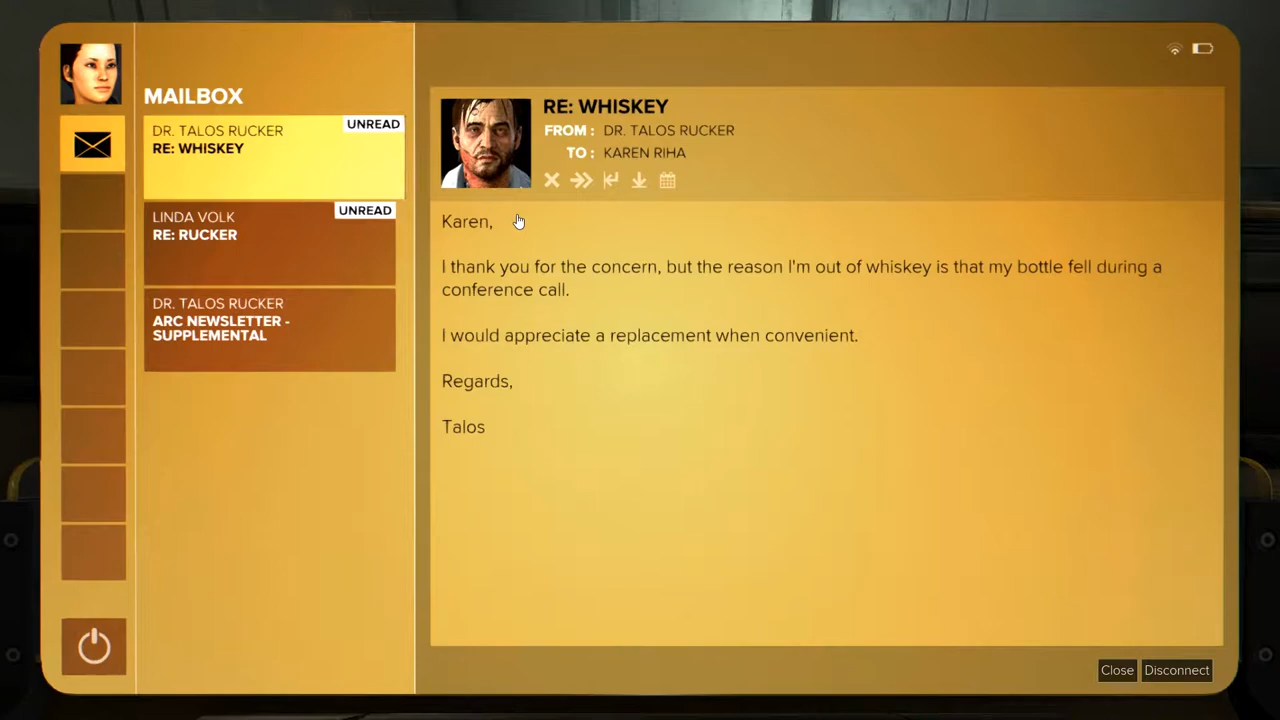 MAILBOX
DR. TALOS RUCKER
UNREAD
RE: WHISKEY
LINDA VOLK
UNREAD
RE: RUCKER
DR. TALOS RUCKER
ARC NEWSLETTER -
SUPPLEMENTAL
RE: WHISKEY
FROM : DR. TALOS RUCKER
TO : KAREN RIHA
Karen,
I thank you for the concern, but the reason I'm out of whiskey is that my bottle fell during a
conference call.
I would appreciate a replacement when convenient.
Regards,
Talos
Close Disconnect